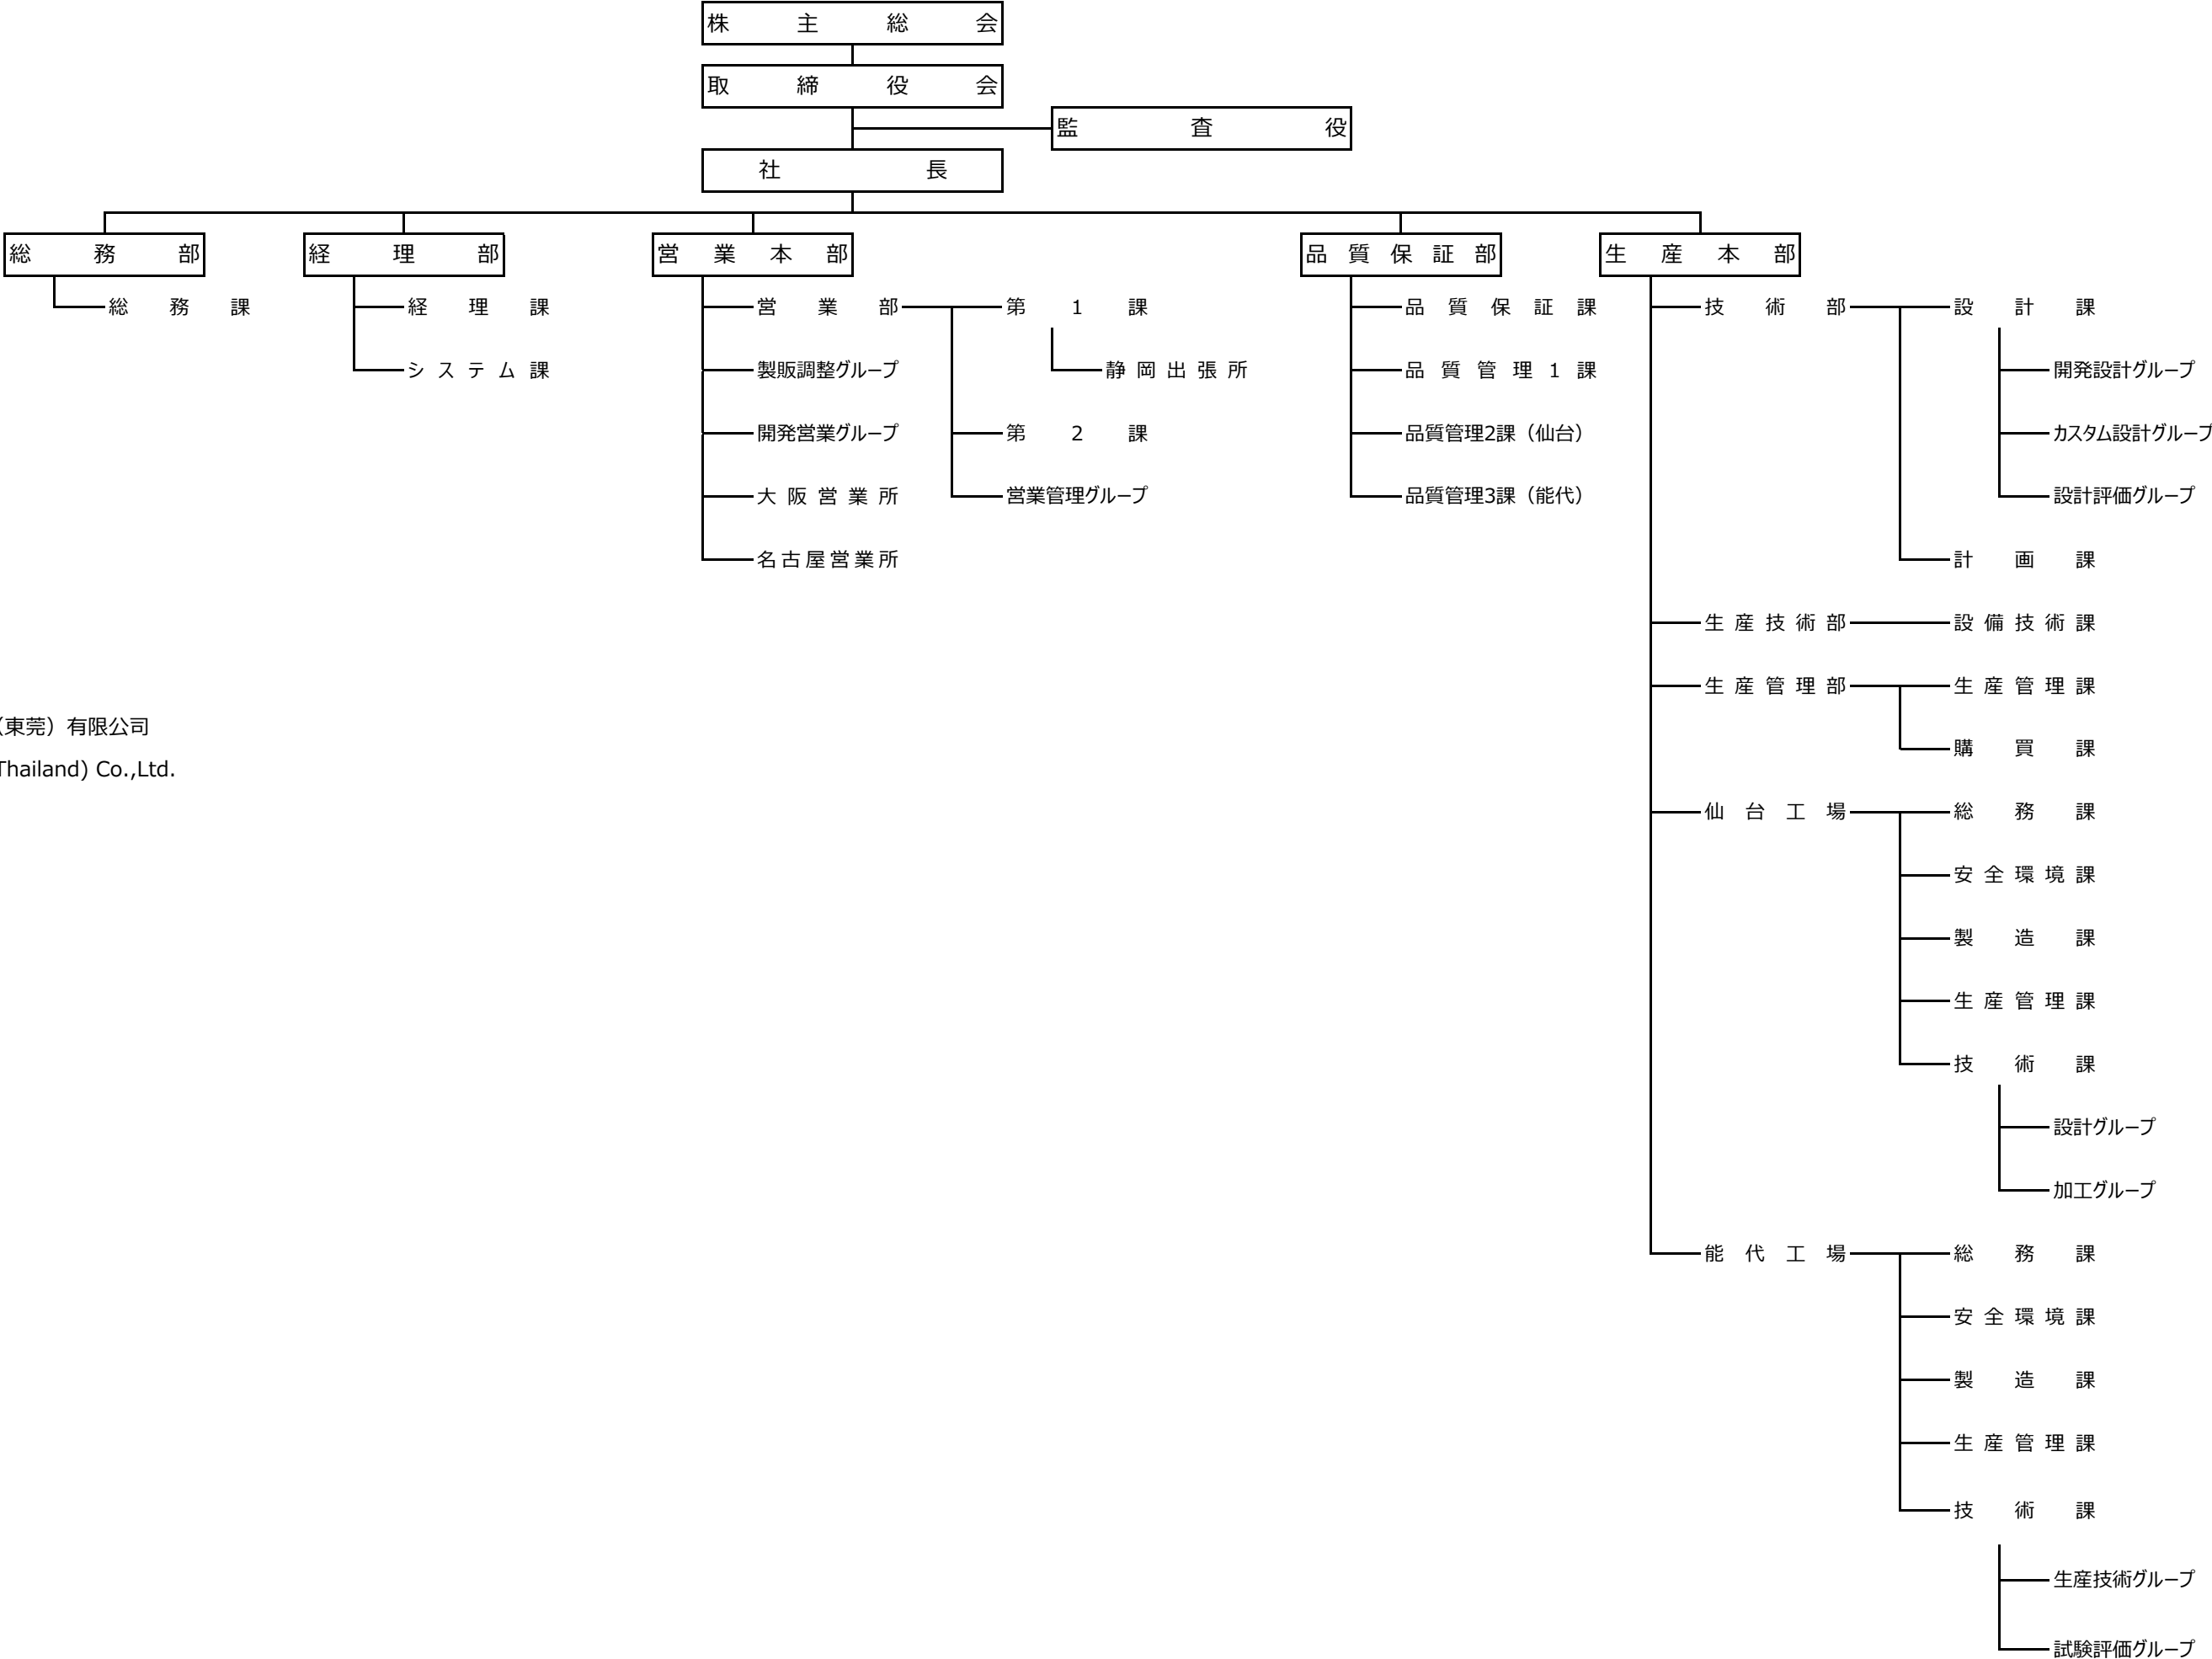 株主総会
取締役会
監査役
社長
総務部 経理部 営業本部 品質保証部 生産本部
総務課 経理課 営業部 第1課 品質保証課 技術部 設計課
システム課 製販調整グループ 静岡出張所 品質管理1課 開発設計グループ
開発営業グループ 第2課 品質管理2課（仙台） カスタム設計グループ
大阪営業所 営業管理グループ 品質管理3課（能代） 設計評価グループ
名古屋営業所 計画課
生産技術部 設備技術課
生産管理部 生産管理課
（東莞）有限公司
購買課
Thailand) Co.,Ltd.
仙台工場 総務課
安全環境課
製造課
生産管理課
技術課
設計グループ
加工グループ
能代工場 総務課
安全環境課
製造課
生産管理課
技術課
生産技術グループ
試験評価グループ